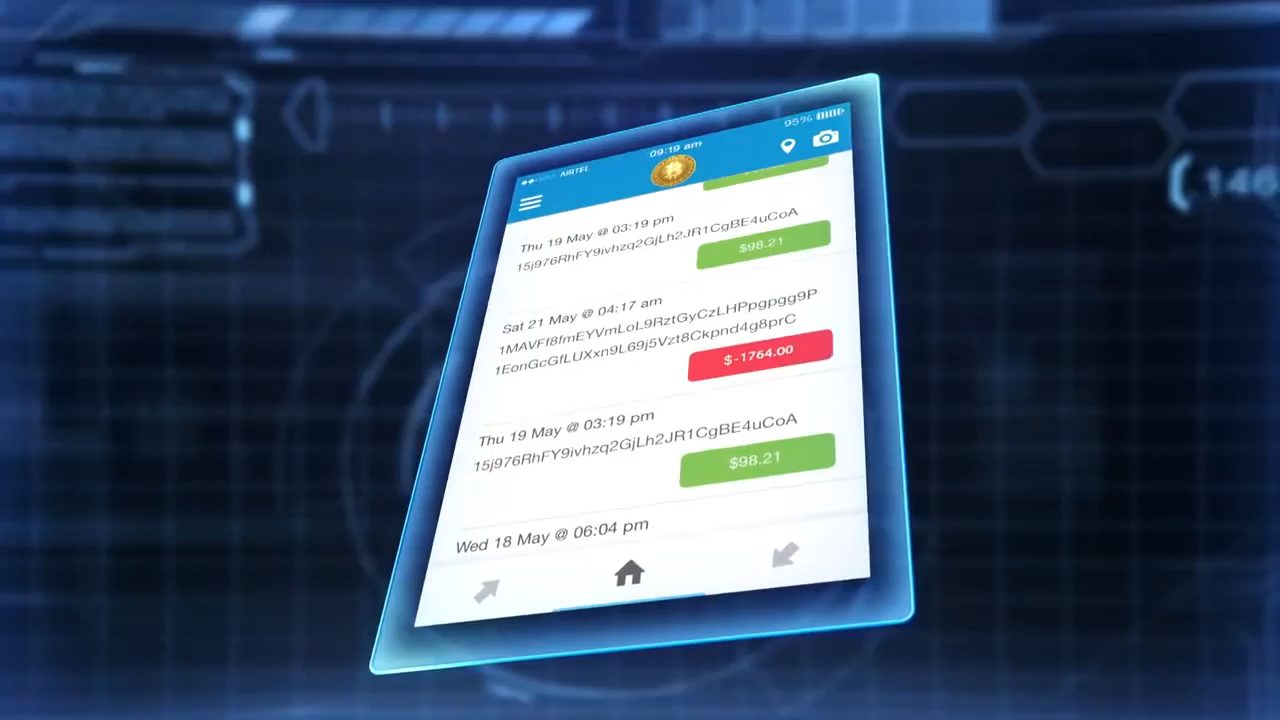 95%
09:19 am
AIRTEL
Thu 19 May @ 03:19 pm
15j976RhFY9ivhzq2GjLh2JR1CgBE4uCoA
$98.21
Sat 21 May @ 04:17 am
1MAVFf8fmEYVmLoL9RztGyCzLHPpgpgg9P
1EonGcGfLUXxn9L69j5Vzt8Ckpnd4g8prC
$-1764.00
Thu 19 May @ 03:19 pm
15j976RhFY9ivhzq2GjLh2JR1CgBE4uCoA
$98.21
Wed 18 May @ 06:04 pm
146